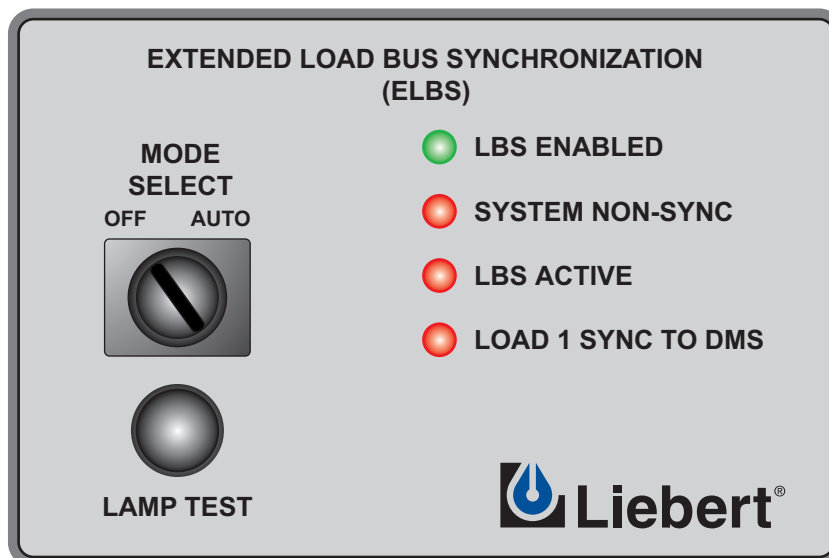 EXTENDED LOAD BUS SYNCHRONIZATION
(ELBS)
MODE
SELECT
OFF AUTO
LAMP TEST
LBS ENABLED
SYSTEM NON-SYNC
LBS ACTIVE
LOAD 1 SYNC TO DMS
Liebert®